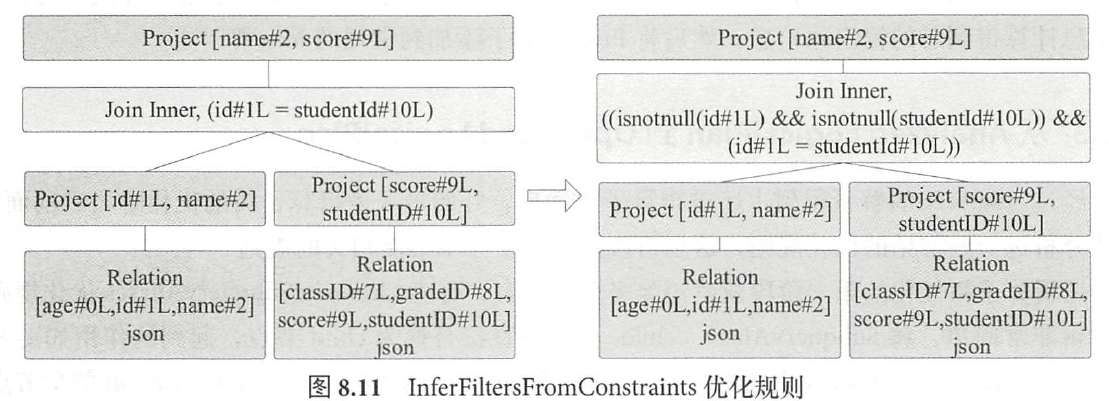 Project [name#2, score#9L]
Join Inner, (id#1L = studentId#10L)
Project [id#1L, name#2]
Project [score#9L,
studentID#10L]
Relation
[age#0L,id#1L,name#2]
json
Relation
[classID#7L,gradeID#8L,
score#9L,studentID#10L]
json
Project [name#2, score#9L]
Join Inner,
((isnotnull(id#1L) && isnotnull(studentId#10L)) &&
(id#1L = studentId#10L))
Project [id#1L, name#2]
Project [score#9L,
studentID#10L]
Relation
[age#0L,id#1L,name#2]
json
Relation
[classID#7L,gradeID#8L,
score#9L,studentID#10L]
json
图 8.11 InferFiltersFromConstraints 优化规则